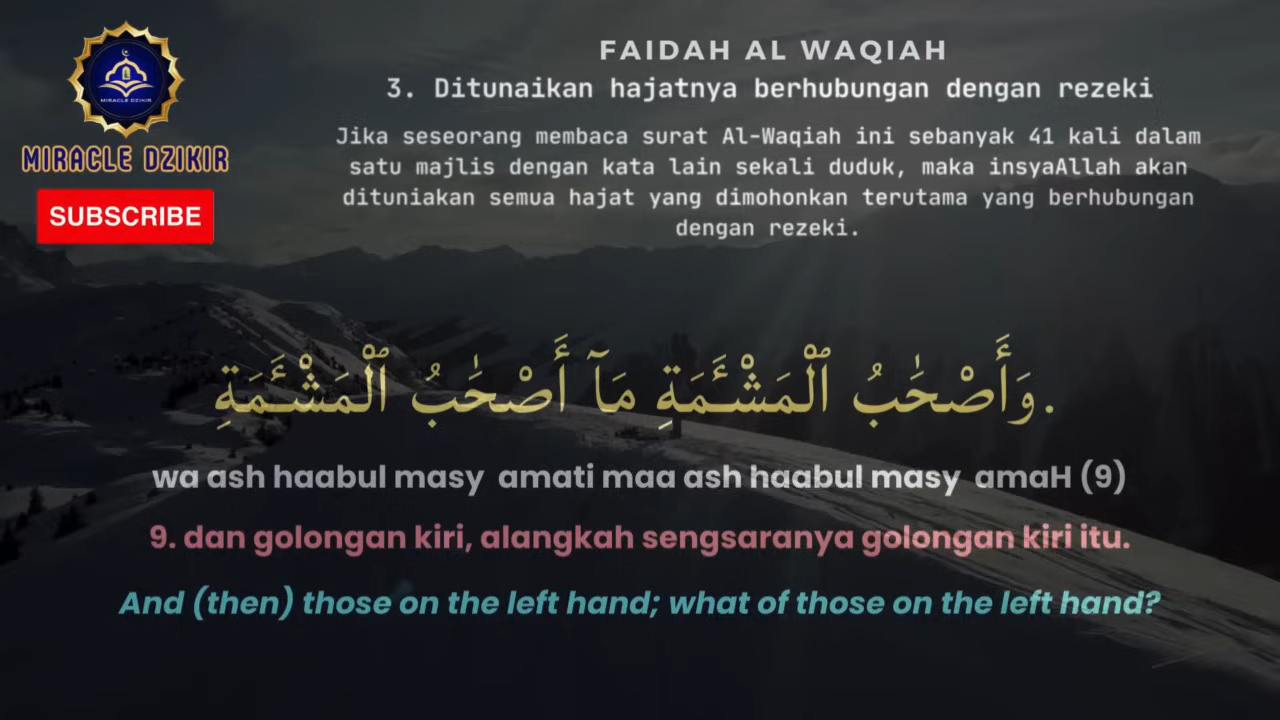 MIRACLE DZIKIR
MIRACLE DZIKIR
SUBSCRIBE
FAIDAH AL WAQIAH
3. Ditunaikan hajatnya berhubungan dengan rezeki
Jika seseorang membaca surat Al-Waqiah ini sebanyak 41 kali dalam
satu majlis dengan kata lain sekali duduk, maka insyaAllah akan
dituniakan semua hajat yang dimohonkan terutama yang berhubungan
dengan rezeki.
وَأَصْحَٰبُ ٱلْمَشْـَٔمَةِ مَآ أَصْحَٰبُ ٱلْمَشْـَٔمَةِ.
wa ash haabul masy amati maa ash haabul masy amaH (9)
9. dan golongan kiri, alangkah sengsaranya golongan kiri itu.
And (then) those on the left hand; what of those on the left hand?